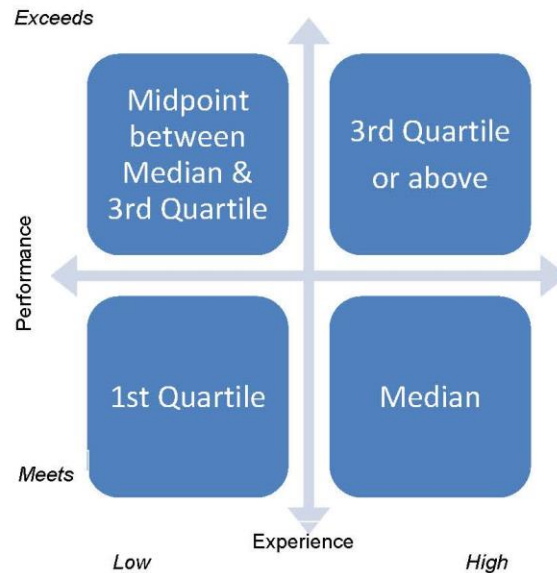 Exceeds
Midpoint
between
Median &
3rd Quartile
3rd Quartile
or above
Performance
1st Quartile
Median
Meets
Experience
Low
High